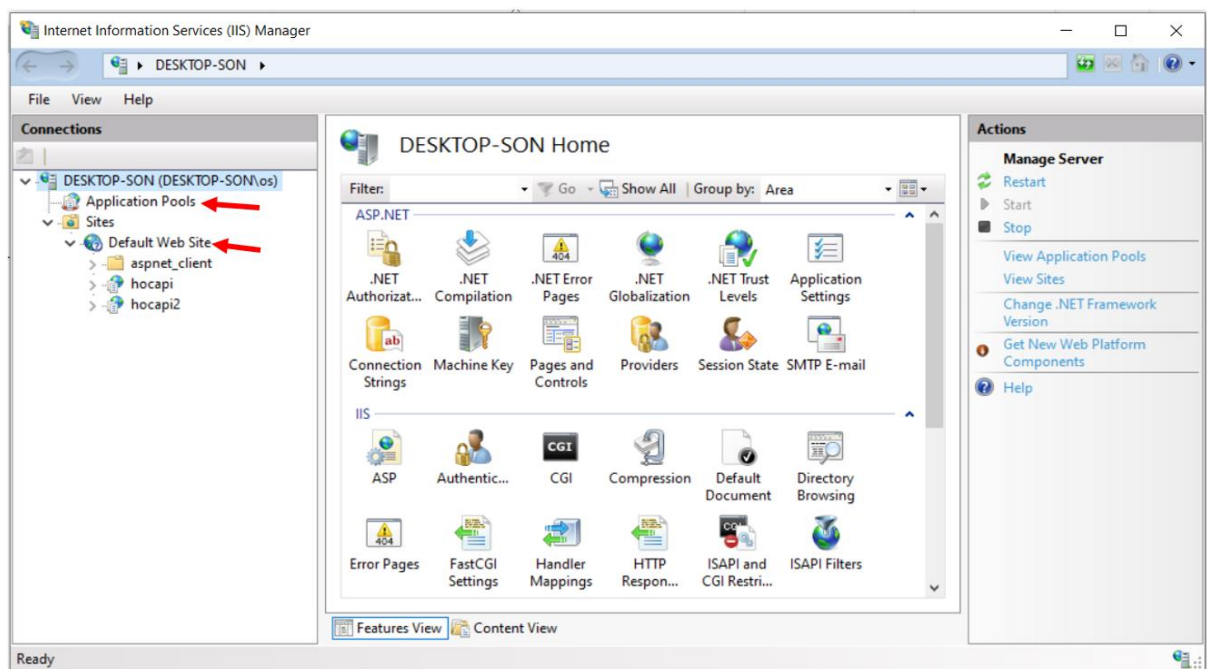 Internet Information Services (IIS) Manager
DESKTOP-SON
File View Help
Connections
DESKTOP-SON (DESKTOP-SON\os)
Application Pools
Sites
Default Web Site
aspnet_client
hocapi
hocapi2
DESKTOP-SON Home
Filter: Go Show All Group by: Area
ASP.NET
.NET Authorizat...
.NET Compilation
.NET Error Pages
.NET Globalization
.NET Trust Levels
Application Settings
Connection Strings
Machine Key
Pages and Controls
Providers
Session State
SMTP E-mail
IIS
ASP
Authentic...
CGI
Compression
Default Document
Directory Browsing
Error Pages
FastCGI Settings
Handler Mappings
HTTP Respon...
ISAPI and CGI Restri...
ISAPI Filters
Features View Content View
Actions
Manage Server
Restart
Start
Stop
View Application Pools
View Sites
Change .NET Framework
Version
Get New Web Platform
Components
Help
Ready